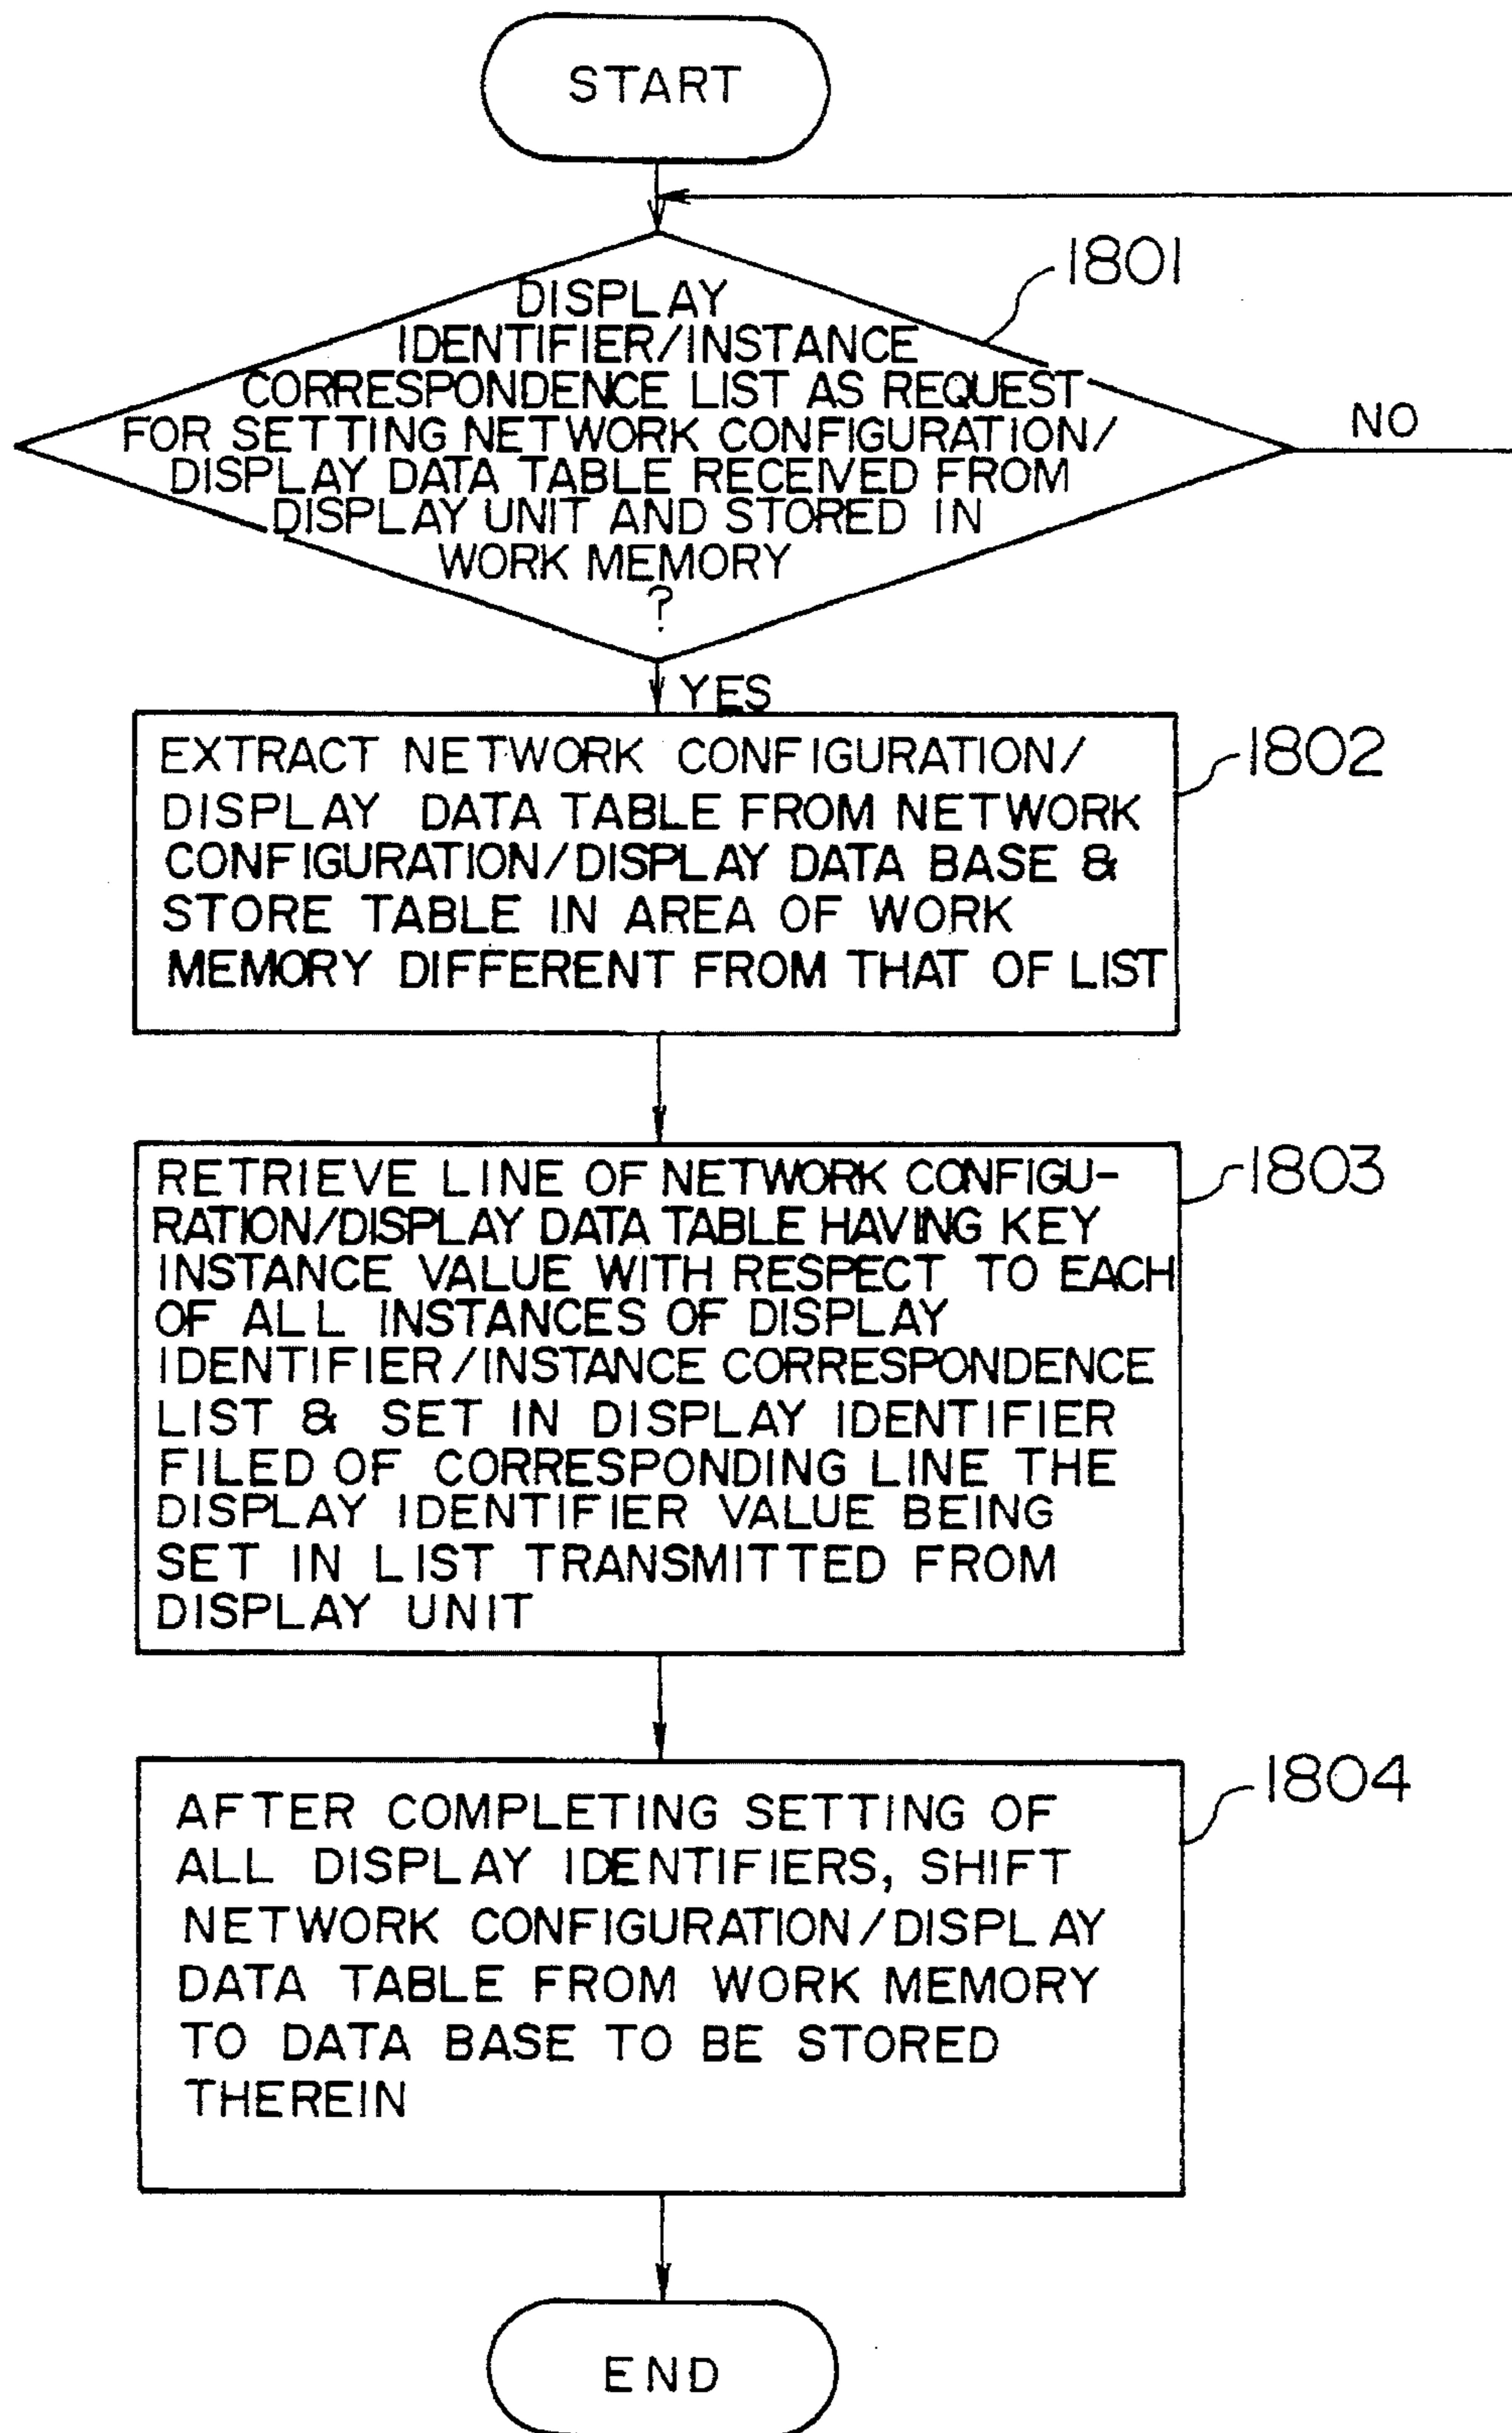 START
1801
DISPLAY
IDENTIFIER/INSTANCE
CORRESPONDENCE LIST AS REQUEST
FOR SETTING NETWORK CONFIGURATION/
DISPLAY DATA TABLE RECEIVED FROM
DISPLAY UNIT AND STORED IN
WORK MEMORY
?
NO
YES
1802
EXTRACT NETWORK CONFIGURATION/
DISPLAY DATA TABLE FROM NETWORK
CONFIGURATION/DISPLAY DATA BASE &
STORE TABLE IN AREA OF WORK
MEMORY DIFFERENT FROM THAT OF LIST
1803
RETRIEVE LINE OF NETWORK CONFIGU-
RATION/DISPLAY DATA TABLE HAVING KEY
INSTANCE VALUE WITH RESPECT TO EACH
OF ALL INSTANCES OF DISPLAY
IDENTIFIER/INSTANCE CORRESPONDENCE
LIST & SET IN DISPLAY IDENTIFIER
FILED OF CORRESPONDING LINE THE
DISPLAY IDENTIFIER VALUE BEING
SET IN LIST TRANSMITTED FROM
DISPLAY UNIT
1804
AFTER COMPLETING SETTING OF
ALL DISPLAY IDENTIFIERS, SHIFT
NETWORK CONFIGURATION/DISPLAY
DATA TABLE FROM WORK MEMORY
TO DATA BASE TO BE STORED
THEREIN
END